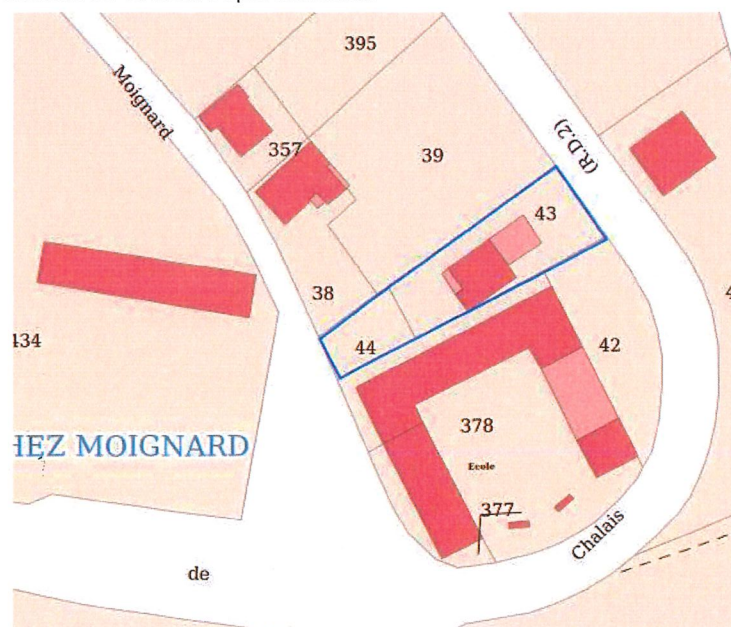 395
Moignard
357
39
(R.D.2)
43
38
434
44
42
HEZ MOIGNARD
378
Ecole
377
Chalais
de